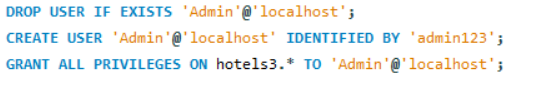 DROP USER IF EXISTS 'Admin'@'localhost';
CREATE USER 'Admin'@'localhost' IDENTIFIED BY 'admin123';
GRANT ALL PRIVILEGES ON hotels3.* TO 'Admin'@'localhost';